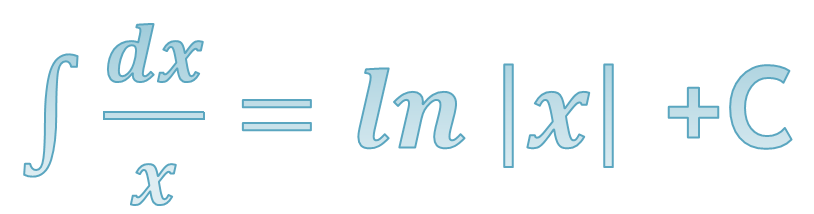 ∫ dx/x = ln |x| +C